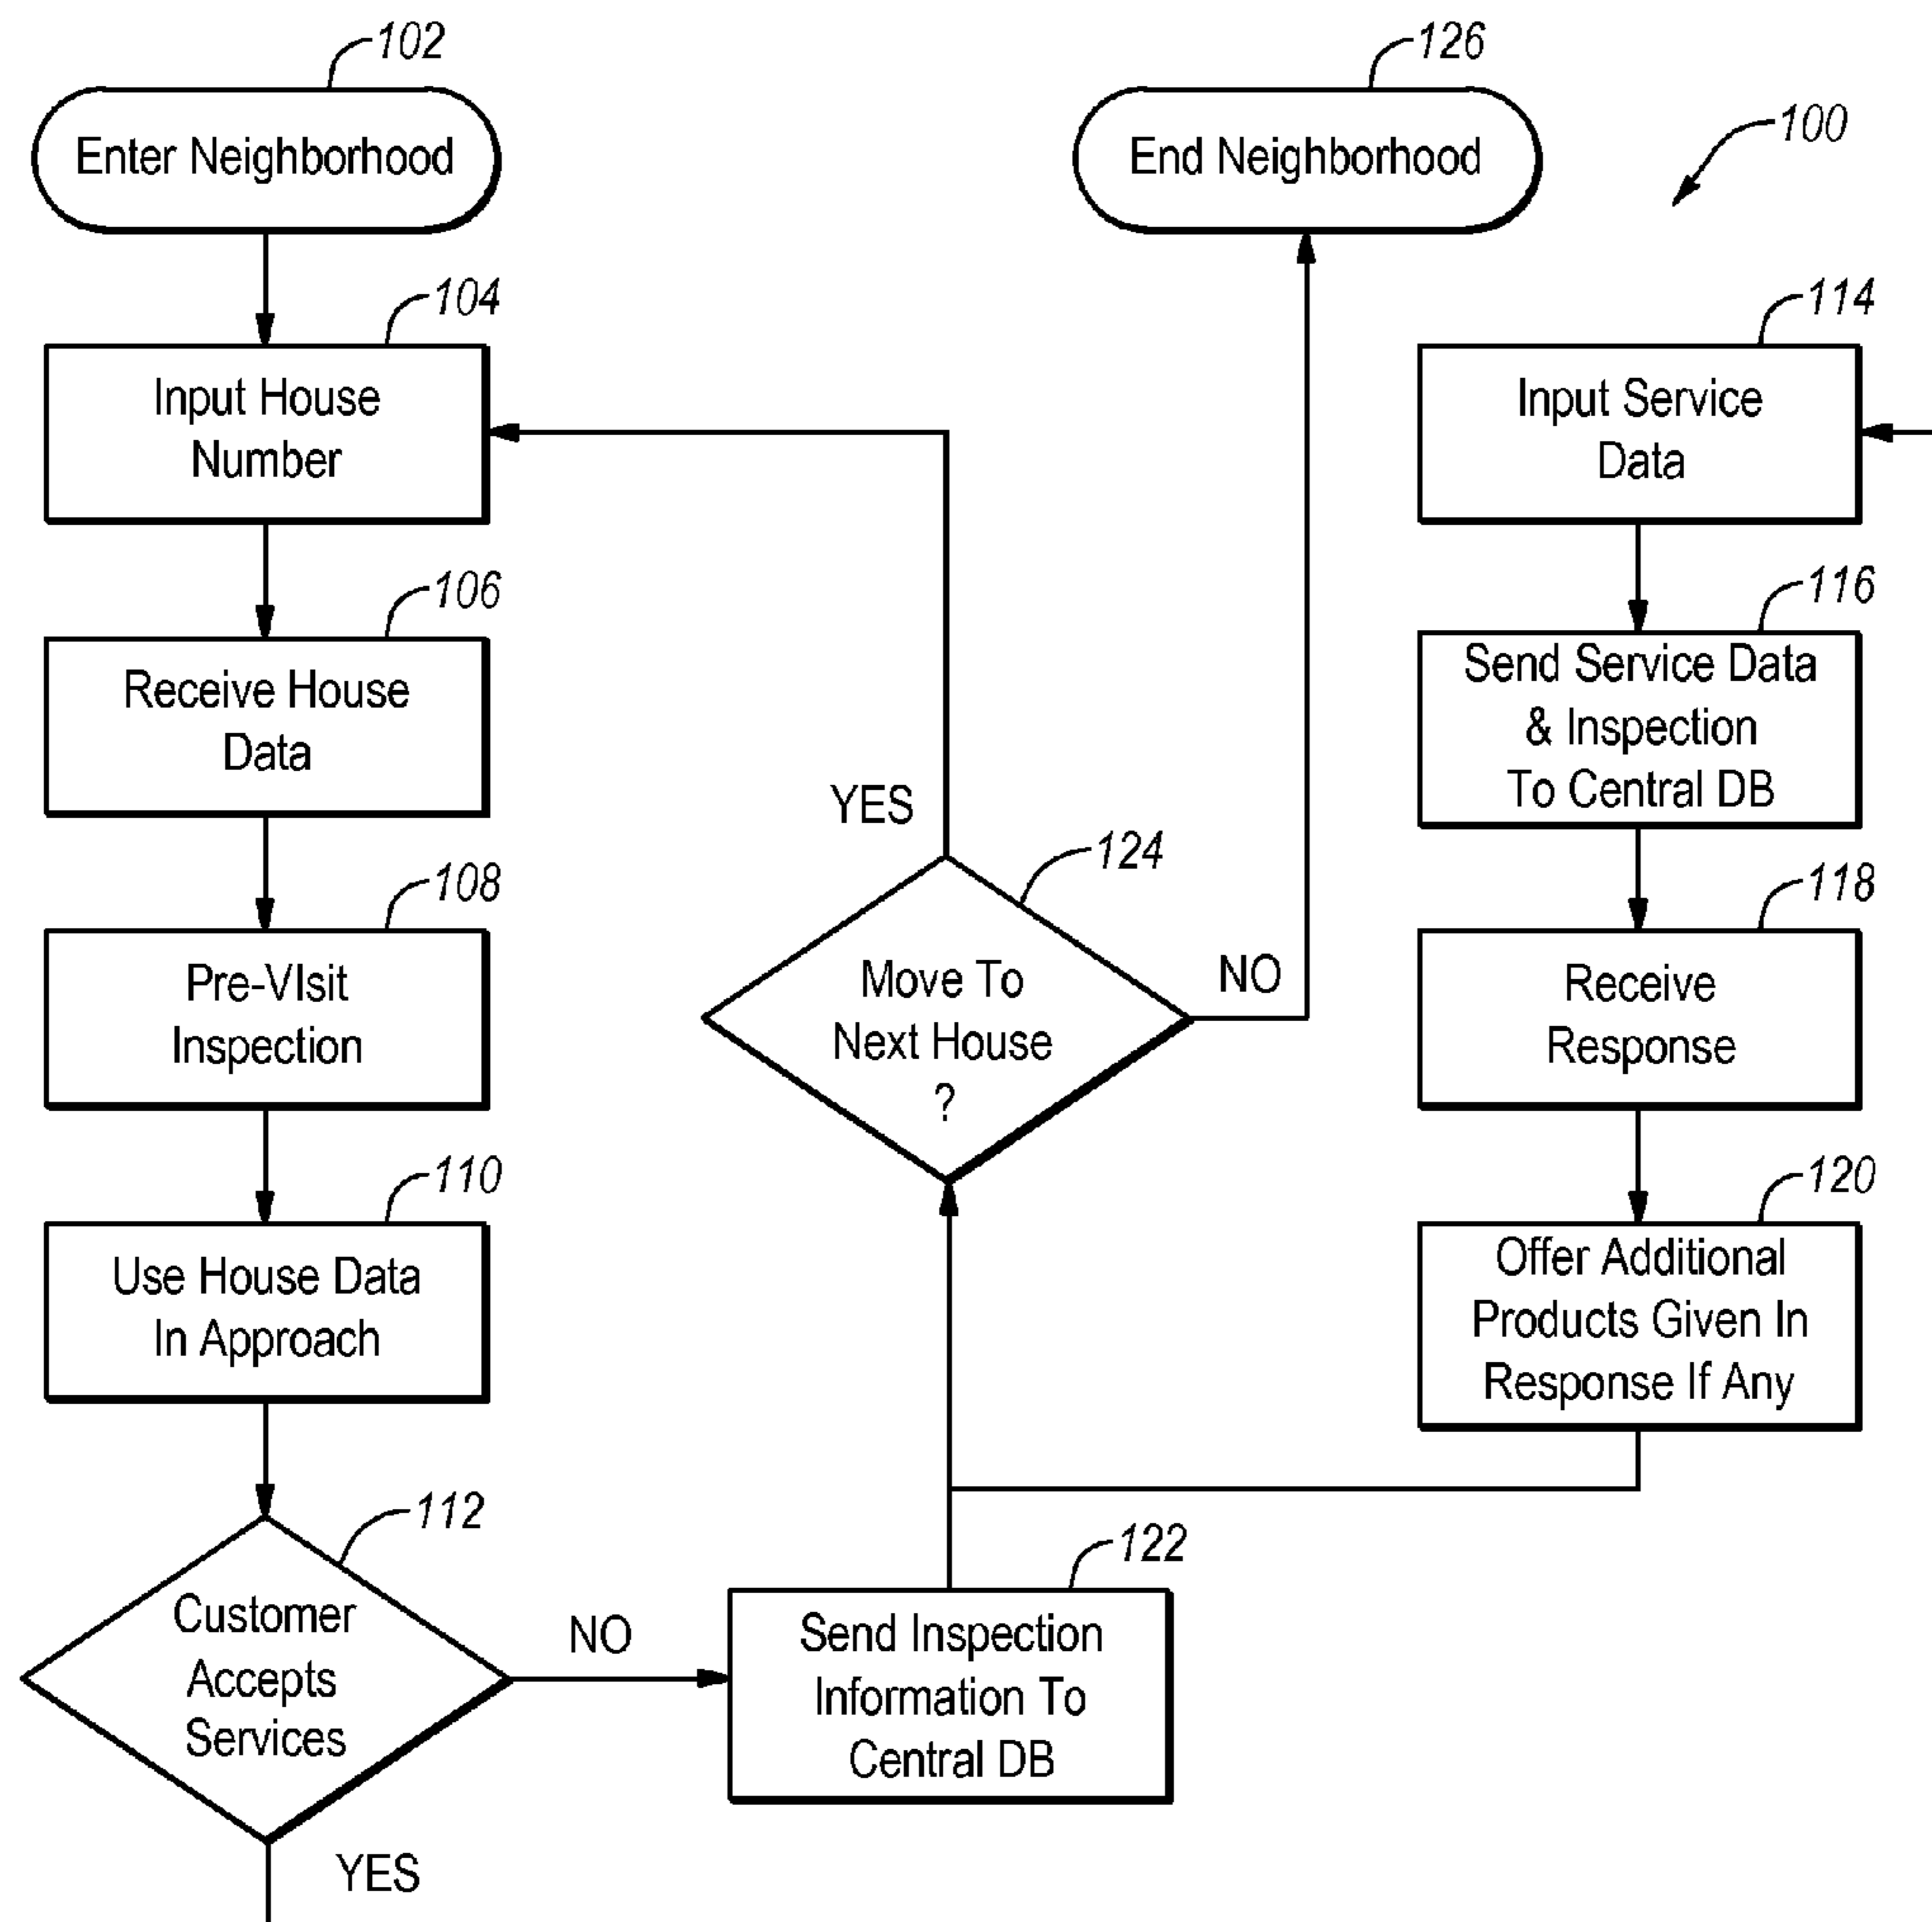 102
Enter Neighborhood
126
End Neighborhood
100
104
Input House
Number
106
Receive House
Data
108
Pre-VIsit
Inspection
110
Use House Data
In Approach
112
Customer
Accepts
Services
YES
NO
122
Send Inspection
Information To
Central DB
124
Move To
Next House
?
YES
NO
114
Input Service
Data
116
Send Service Data
& Inspection
To Central DB
118
Receive
Response
120
Offer Additional
Products Given In
Response If Any